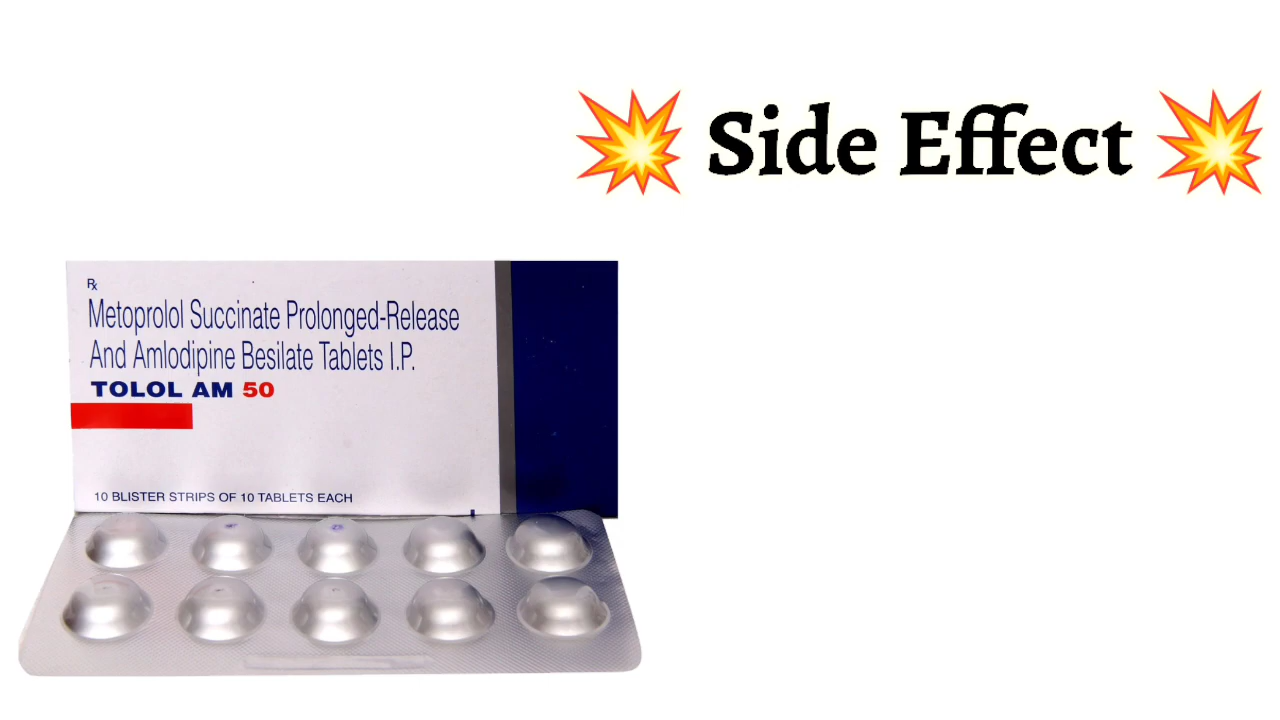 💥 Side Effect 💥
Rx
Metoprolol Succinate Prolonged-Release
And Amlodipine Besilate Tablets I.P.
TOLOL AM 50
10 BLISTER STRIPS OF 10 TABLETS EACH